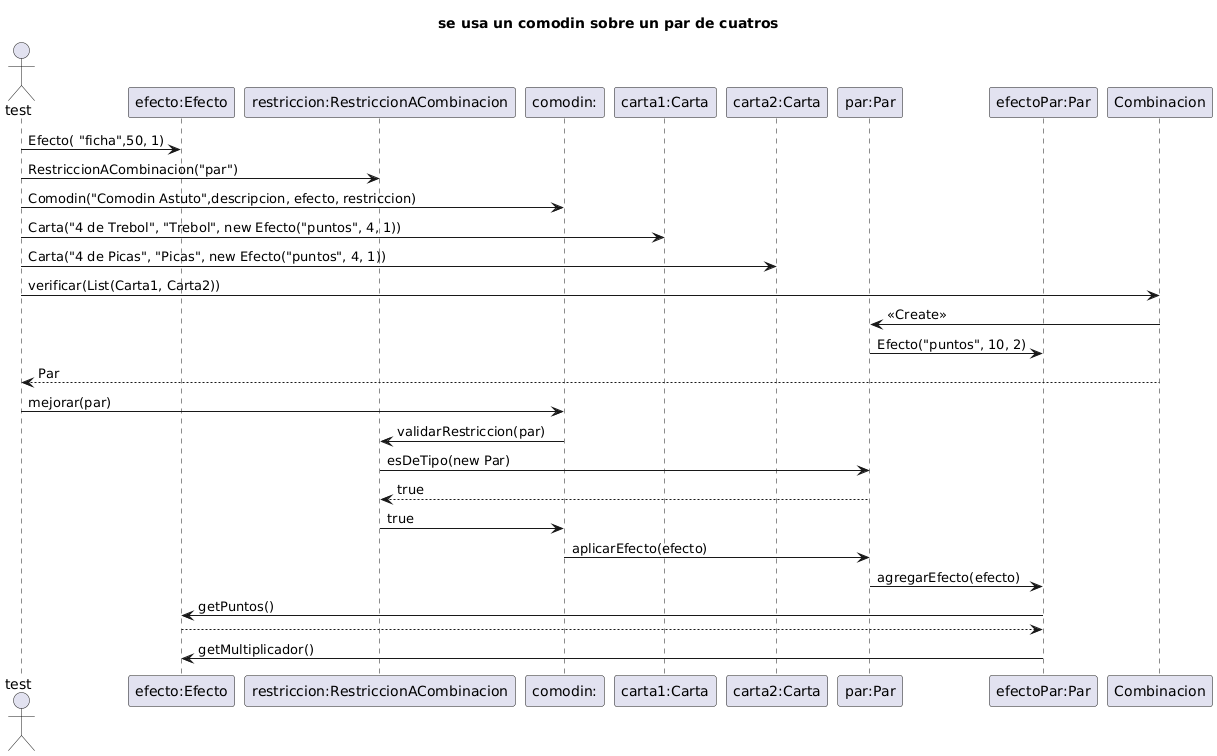 se usa un comodin sobre un par de cuatros
test
efecto:Efecto
restriccion:RestriccionACombinacion
comodin:
carta1:Carta
carta2:Carta
par:Par
efectoPar:Par
Combinacion
Efecto( "ficha",50, 1)
RestriccionACombinacion("par")
Comodin("Comodin Astuto",descripcion, efecto, restriccion)
Carta("4 de Trebol", "Trebol", new Efecto("puntos", 4, 1))
Carta("4 de Picas", "Picas", new Efecto("puntos", 4, 1))
verificar(List(Carta1, Carta2))
«Create»
Efecto("puntos", 10, 2)
Par
mejorar(par)
validarRestriccion(par)
esDeTipo(new Par)
true
true
aplicarEfecto(efecto)
agregarEfecto(efecto)
getPuntos()
getMultiplicador()
test
efecto:Efecto
restriccion:RestriccionACombinacion
comodin:
carta1:Carta
carta2:Carta
par:Par
efectoPar:Par
Combinacion